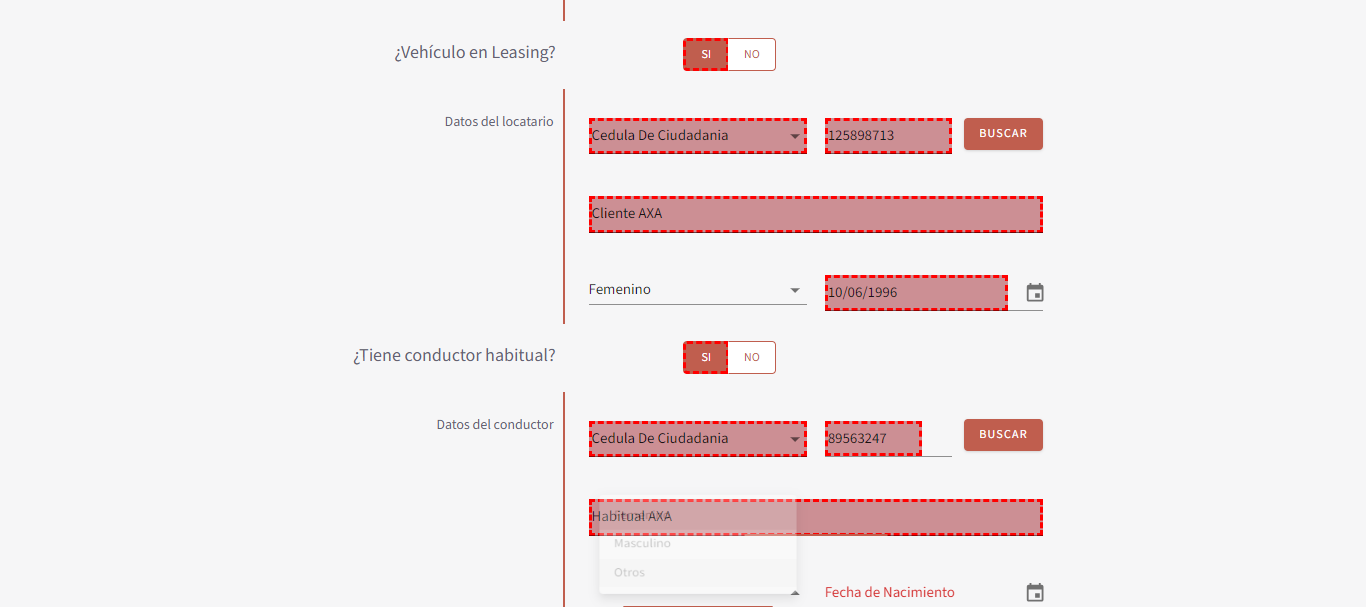 ¿Vehículo en Leasing?
SI NO
Datos del locatario
Cedula De Ciudadania 125898713 BUSCAR
Cliente AXA
Femenino 10/06/1996
¿Tiene conductor habitual?
SI NO
Datos del conductor
Cedula De Ciudadania 89563247 BUSCAR
Habitual AXA
Masculino
Otros
Fecha de Nacimiento